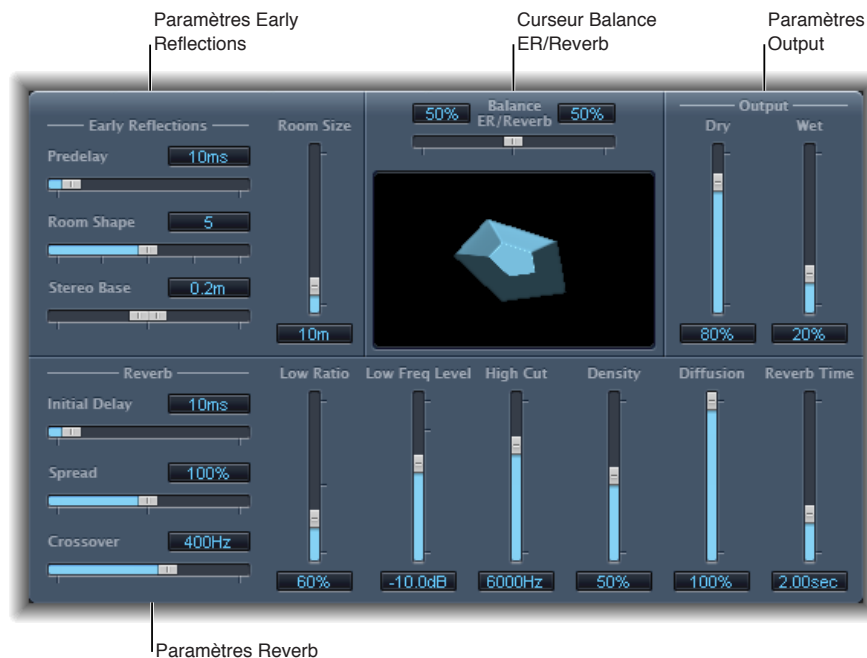 Paramètres Early
Reflections
Curseur Balance
ER/Reverb
Paramètres
Output
Early Reflections
Predelay 10ms
Room Shape 5
Stereo Base 0.2m
Room Size
10m
50% Balance
ER/Reverb 50%
Output
Dry Wet
80% 20%
Reverb
Initial Delay 10ms
Spread 100%
Crossover 400Hz
Low Ratio Low Freq Level High Cut Density Diffusion Reverb Time
60% -10.0dB 6000Hz 50% 100% 2.00sec
Paramètres Reverb